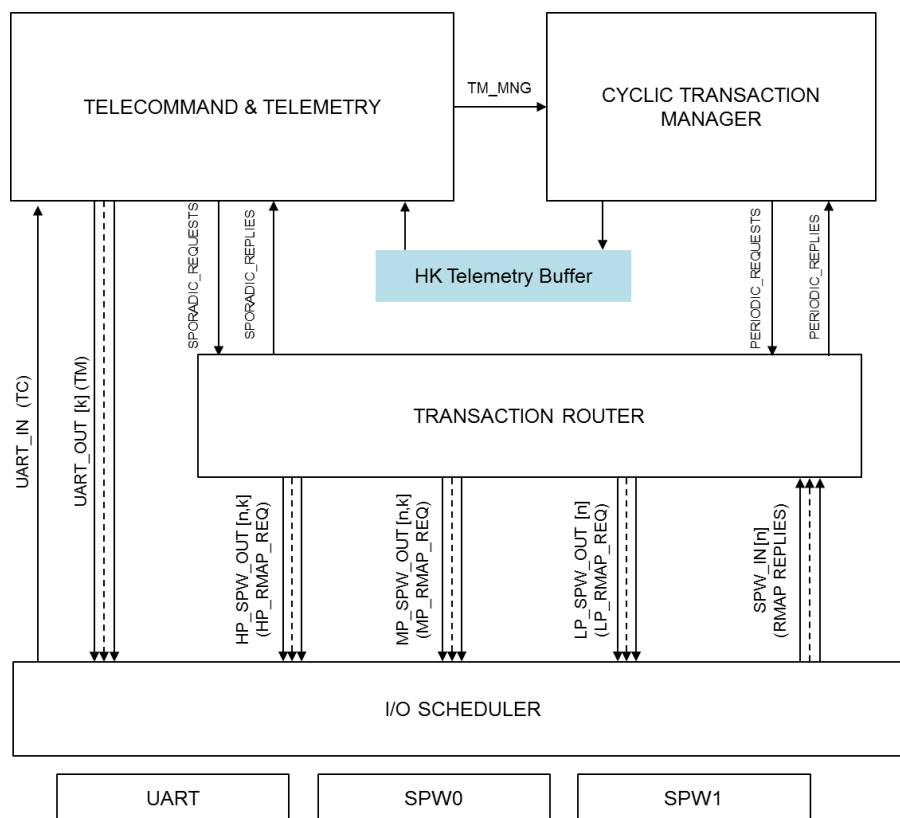 TELECOMMAND & TELEMETRY
TM_MNG
CYCLIC TRANSACTION
MANAGER
SPORADIC_REQUESTS
SPORADIC_REPLIES
HK Telemetry Buffer
PERIODIC_REQUESTS
PERIODIC_REPLIES
UART_IN (TC)
UART_OUT [k] (TM)
TRANSACTION ROUTER
HP_SPW_OUT [n,k]
(HP_RMAP_REQ)
MP_SPW_OUT [n,k]
(MP_RMAP_REQ)
LP_SPW_OUT [n]
(LP_RMAP_REQ)
SPW_IN [n]
(RMAP REPLIES)
I/O SCHEDULER
UART
SPW0
SPW1